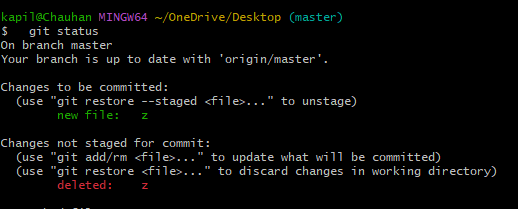 kapil@Chauhan MINGW64 ~/OneDrive/Desktop (master)
$   git status
On branch master
Your branch is up to date with 'origin/master'.

Changes to be committed:
  (use "git restore --staged <file>..." to unstage)
        new file:   z

Changes not staged for commit:
  (use "git add/rm <file>..." to update what will be committed)
  (use "git restore <file>..." to discard changes in working directory)
        deleted:    z